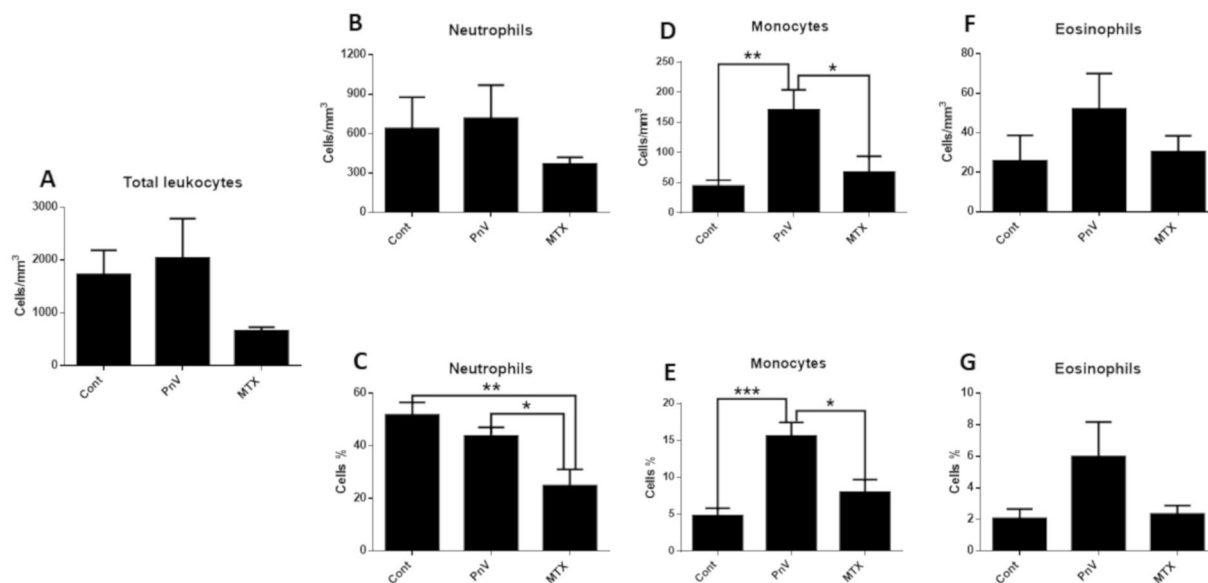 A
Total leukocytes
Cells/mm³
3000
2000
1000
0
Cont
PnV
MTX
B
Neutrophils
Cells/mm³
1200
900
600
300
0
Cont
PnV
MTX
C
Neutrophils
Cells %
60
40
20
0
**
*
Cont
PnV
MTX
D
Monocytes
Cells/mm³
250
200
150
100
50
0
**
*
Cont
PnV
MTX
E
Monocytes
Cells %
20
15
10
5
0
***
*
Cont
PnV
MTX
F
Eosinophils
Cells/mm³
80
60
40
20
0
Cont
PnV
MTX
G
Eosinophils
Cells %
10
8
6
4
2
0
Cont
PnV
MTX